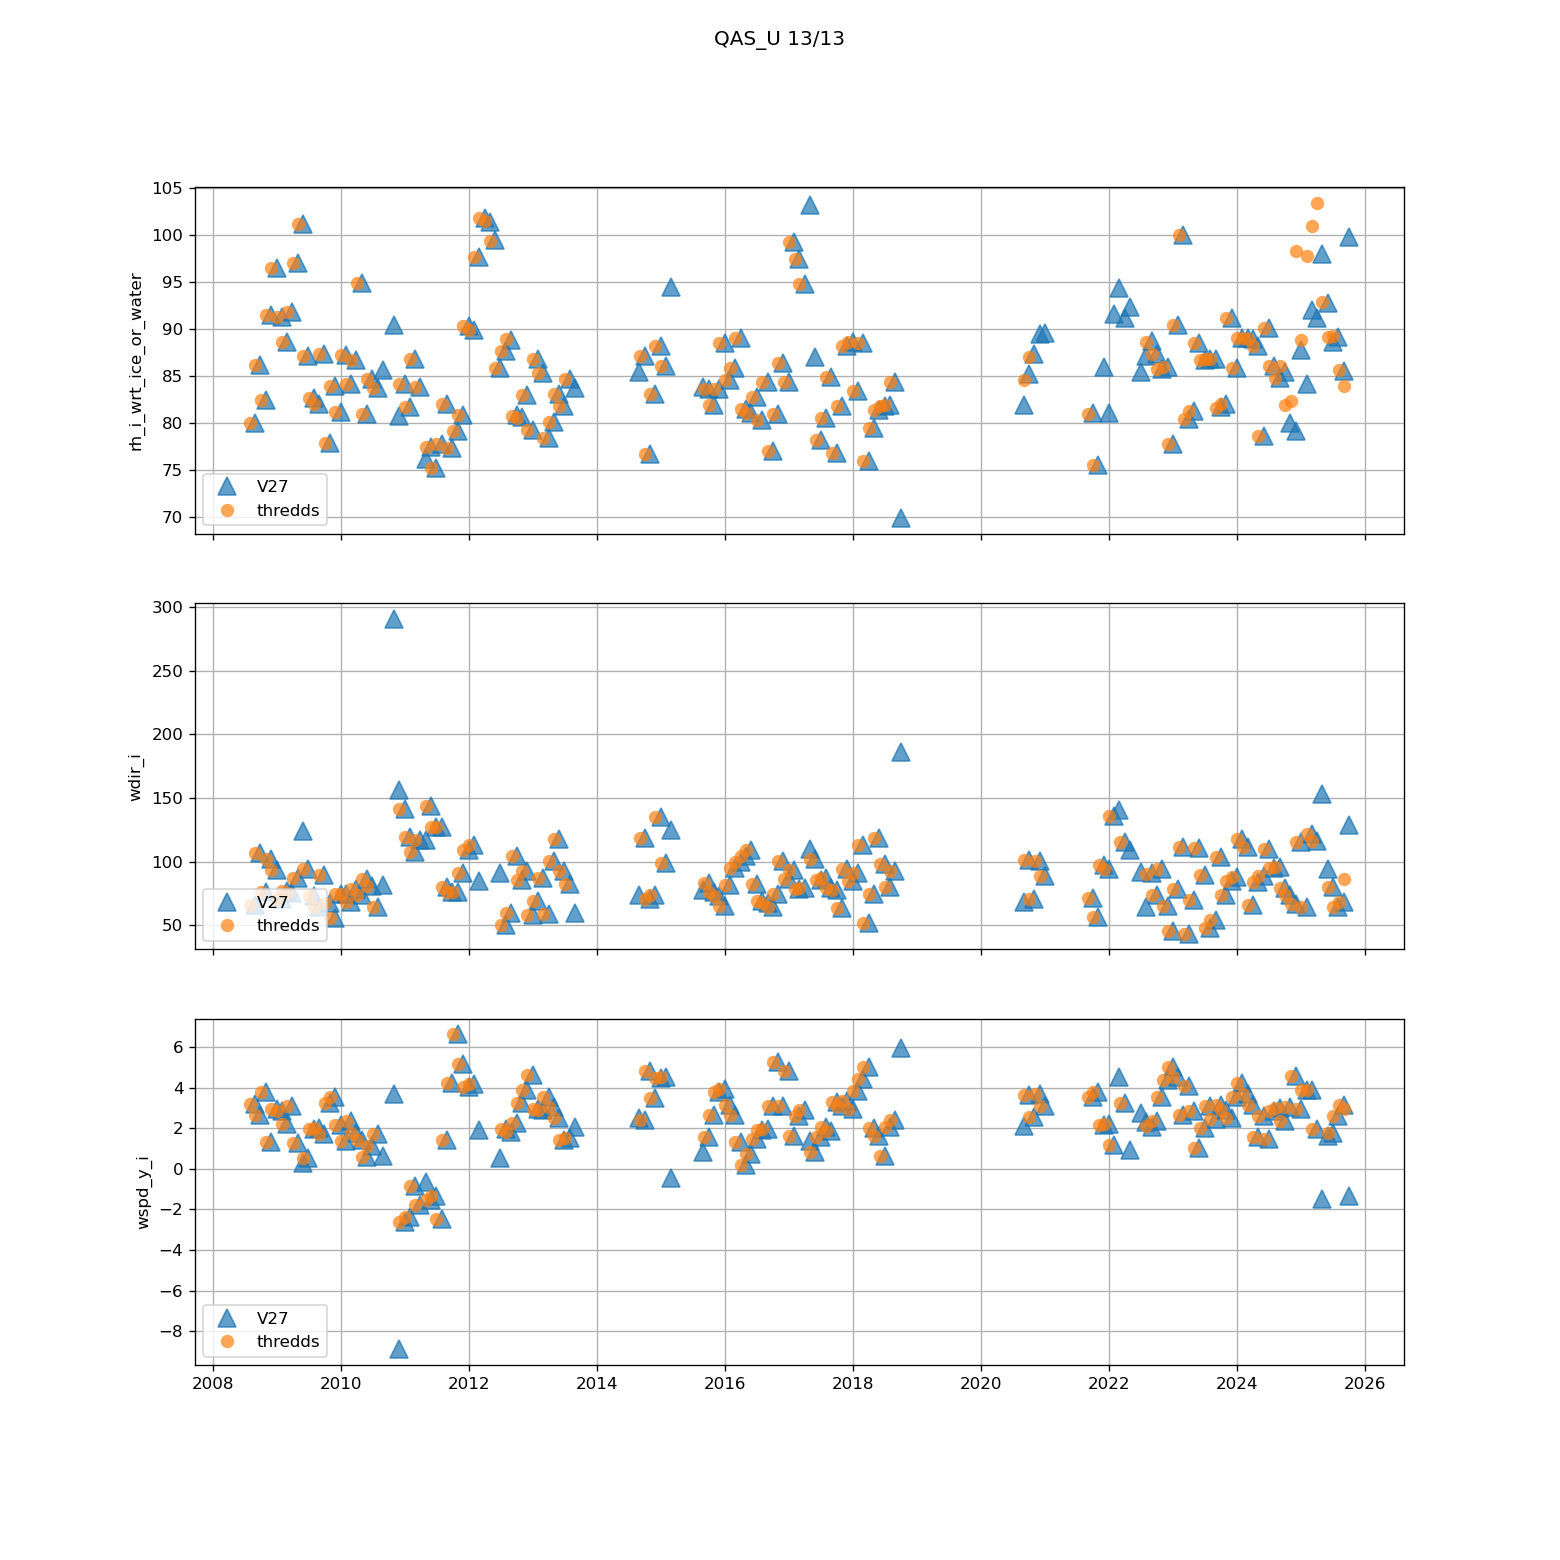 QAS_U 13/13
105
100
95
90
85
80
75
70
rh_i_wrt_ice_or_water
V27
thredds
300
250
200
150
100
50
wdir_i
V27
thredds
6
4
2
0
−2
−4
−6
−8
wspd_y_i
V27
thredds
2008 2010 2012 2014 2016 2018 2020 2022 2024 2026